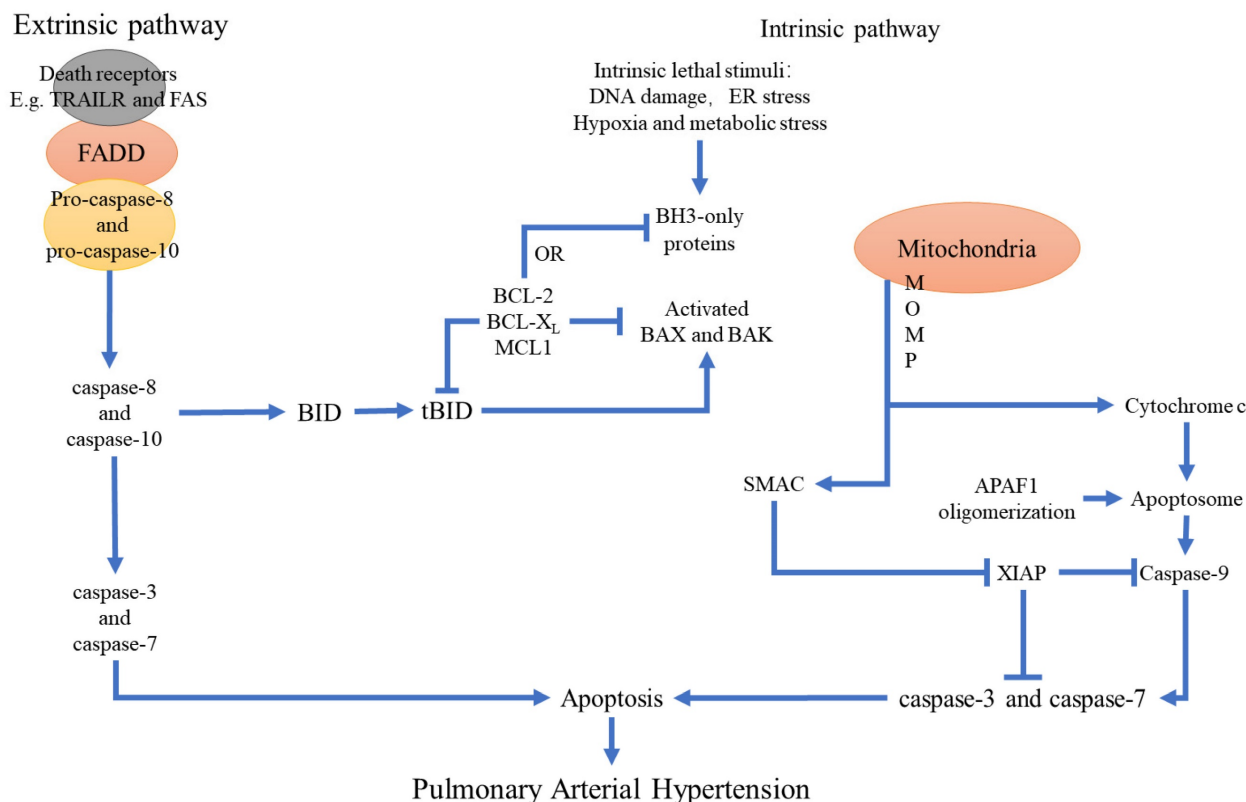 Extrinsic pathway
Death receptors
E.g. TRAILR and FAS
FADD
Pro-caspase-8
and
pro-caspase-10
caspase-8
and
caspase-10
BID
tBID
caspase-3
and
caspase-7
Intrinsic pathway
Intrinsic lethal stimuli:
DNA damage, ER stress
Hypoxia and metabolic stress
BH3-only
proteins
OR
BCL-2
BCL-XL
MCL1
Activated
BAX and BAK
Mitochondria
M
O
M
P
Cytochrome c
SMAC
APAF1
oligomerization
Apoptosome
XIAP
Caspase-9
caspase-3 and caspase-7
Apoptosis
Pulmonary Arterial Hypertension